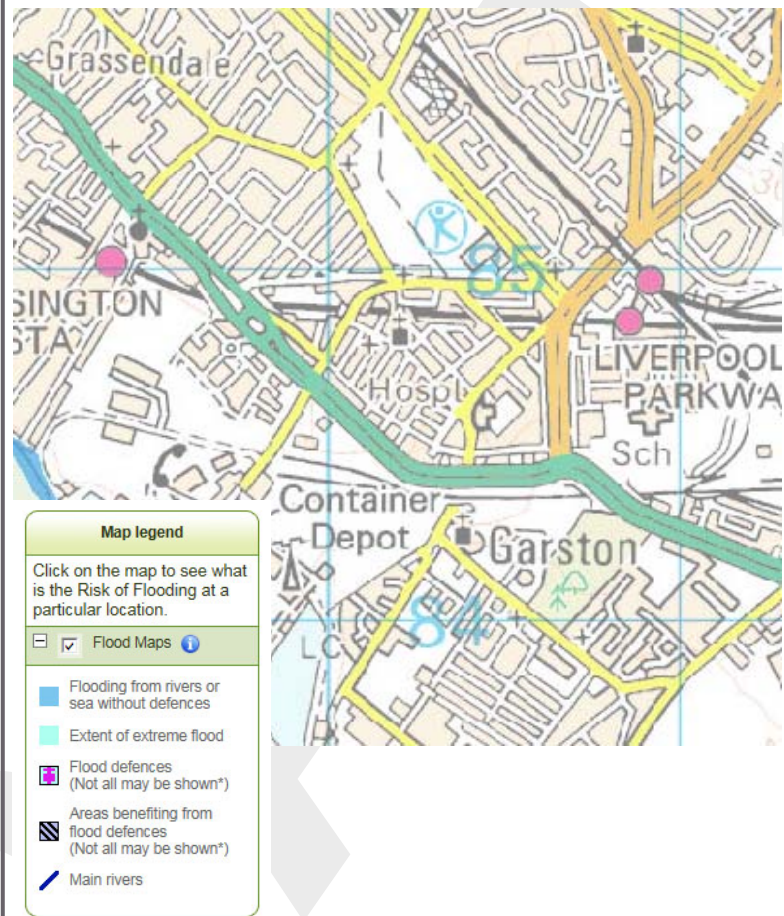 Grassendale
85
SINGTON
STA
LIVERPOOL
PARKWA
Hospl
Sch
Container
Depot
Garston
84
LC
Map legend
Click on the map to see what
is the Risk of Flooding at a
particular location.
Flood Maps
Flooding from rivers or
sea without defences
Extent of extreme flood
Flood defences
(Not all may be shown*)
Areas benefiting from
flood defences
(Not all may be shown*)
Main rivers